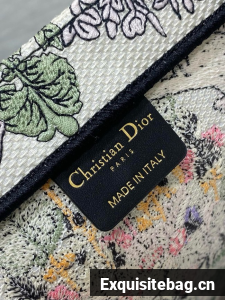 Christian Dior
PARIS
MADE IN ITALY
Exquisitebag.cn